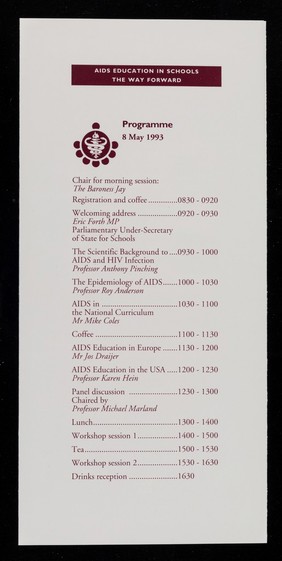 AIDS EDUCATION IN SCHOOLS
THE WAY FORWARD
Programme
8 May 1993
Chair for morning session:
The Baroness Jay
Registration and coffee ..............0830 - 0920
Welcoming address ...................0920 - 0930
Eric Forth MP
Parliamentary Under-Secretary
of State for Schools
The Scientific Background to ....0930 - 1000
AIDS and HIV Infection
Professor Anthony Pinching
The Epidemiology of AIDS.......1000 - 1030
Professor Roy Anderson
AIDS in ....................................1030 - 1100
the National Curriculum
Mr Mike Coles
Coffee .......................................1100 - 1130
AIDS Education in Europe .......1130 - 1200
Mr Jos Draijer
AIDS Education in the USA .....1200 - 1230
Professor Karen Hein
Panel discussion ........................1230 - 1300
Chaired by
Professor Michael Marland
Lunch........................................1300 - 1400
Workshop session 1...................1400 - 1500
Tea............................................1500 - 1530
Workshop session 2...................1530 - 1630
Drinks reception .......................1630